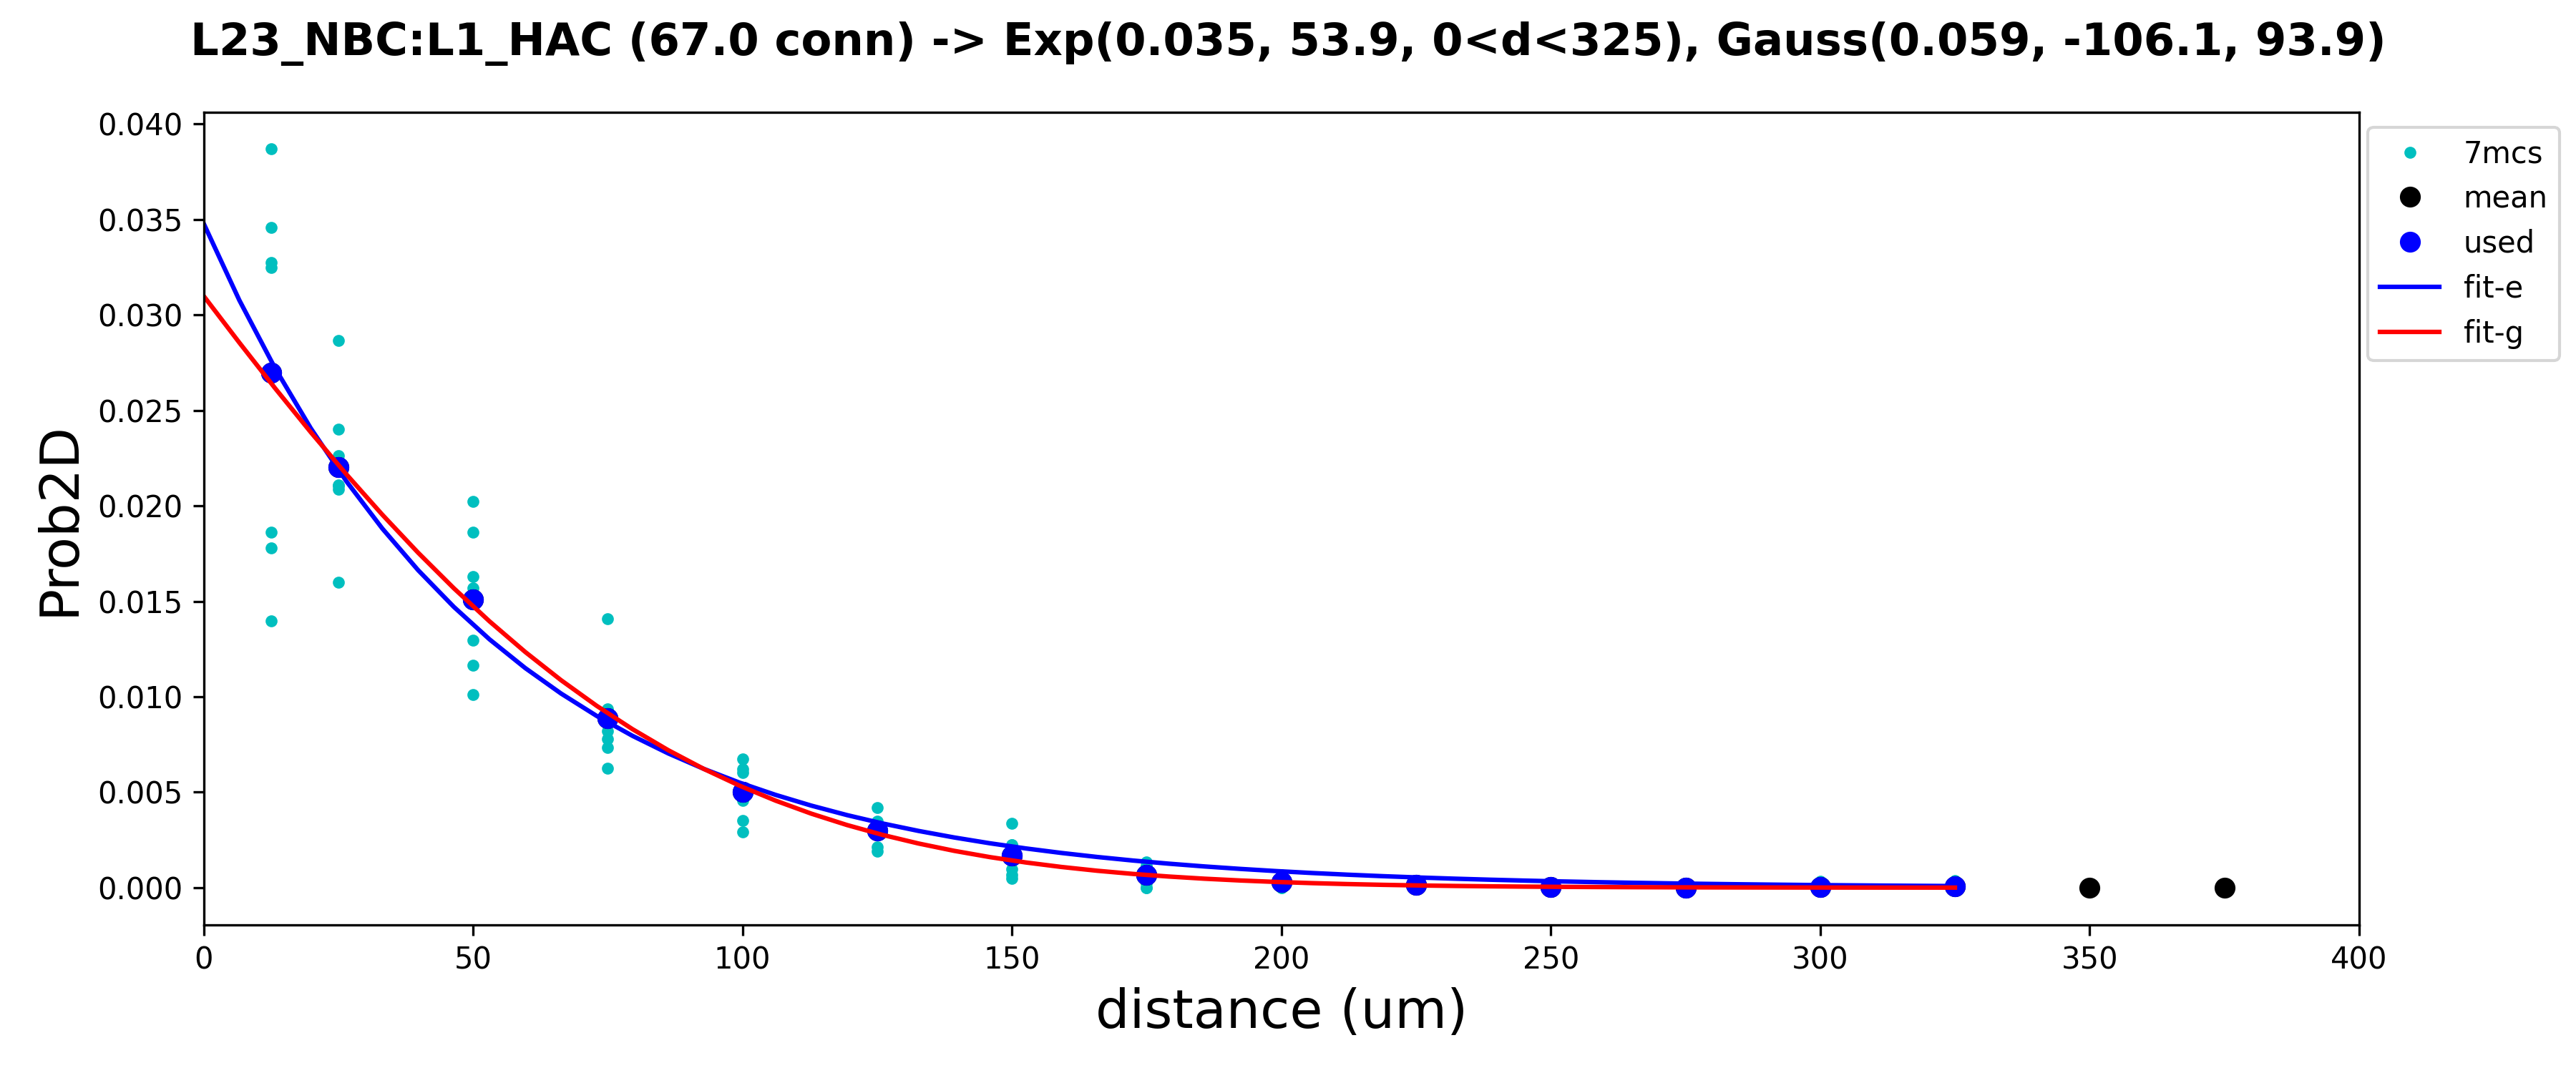 L23_NBC:L1_HAC (67.0 conn) -> Exp(0.035, 53.9, 0<d<325), Gauss(0.059, -106.1, 93.9)
0.040
0.035
0.030
0.025
0.020
0.015
0.010
0.005
0.000
Prob2D
0 50 100 150 200 250 300 350 400
distance (um)
7mcs
mean
used
fit-e
fit-g